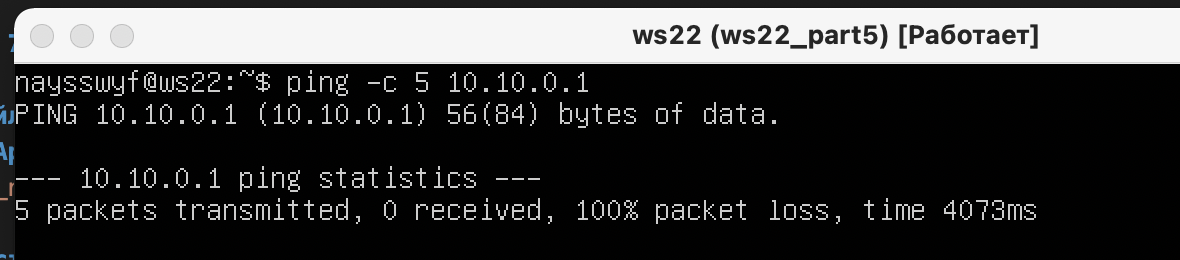 ws22 (ws22_part5) [Работает]
naysswyf@ws22:~$ ping -c 5 10.10.0.1
PING 10.10.0.1 (10.10.0.1) 56(84) bytes of data.
--- 10.10.0.1 ping statistics ---
5 packets transmitted, 0 received, 100% packet loss, time 4073ms